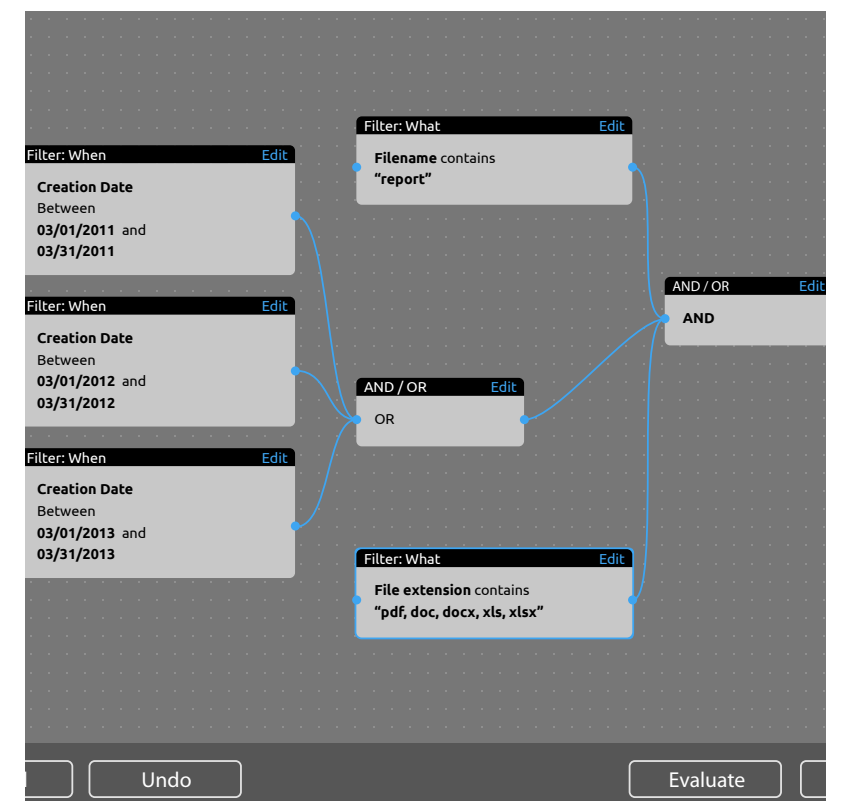 Filter: What Edit
Filename contains
“report”
Filter: When Edit
Creation Date
Between
03/01/2011 and
03/31/2011
AND / OR Edit
AND
Filter: When Edit
Creation Date
Between
03/01/2012 and
03/31/2012
AND / OR Edit
OR
Filter: When Edit
Creation Date
Between
03/01/2013 and
03/31/2013
Filter: What Edit
File extension contains
“pdf, doc, docx, xls, xlsx”
Undo
Evaluate